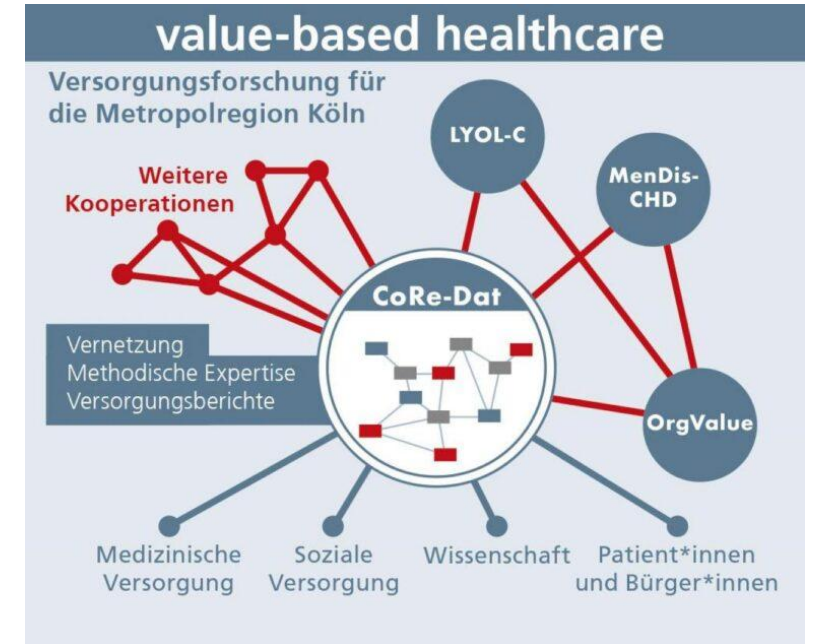 value-based healthcare
Versorgungsforschung für
die Metropolregion Köln
LYOL-C
MenDis-
CHD
Weitere
Kooperationen
CoRe-Dat
Vernetzung
Methodische Expertise
Versorgungsberichte
OrgValue
Medizinische
Versorgung
Soziale
Versorgung
Wissenschaft
Patient*innen
und Bürger*innen